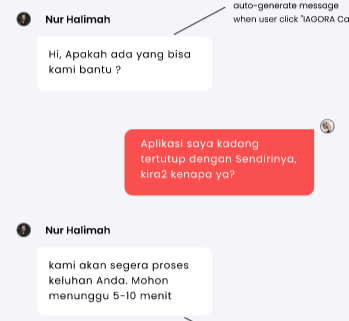 auto-generate message
when user click "IAGORA Ca
Nur Halimah
Hi, Apakah ada yang bisa
kami bantu ?
Aplikasi saya kadang
tertutup dengan Sendirinya,
kira2 kenapa ya?
Nur Halimah
kami akan segera proses
keluhan Anda. Mohon
menunggu 5-10 menit